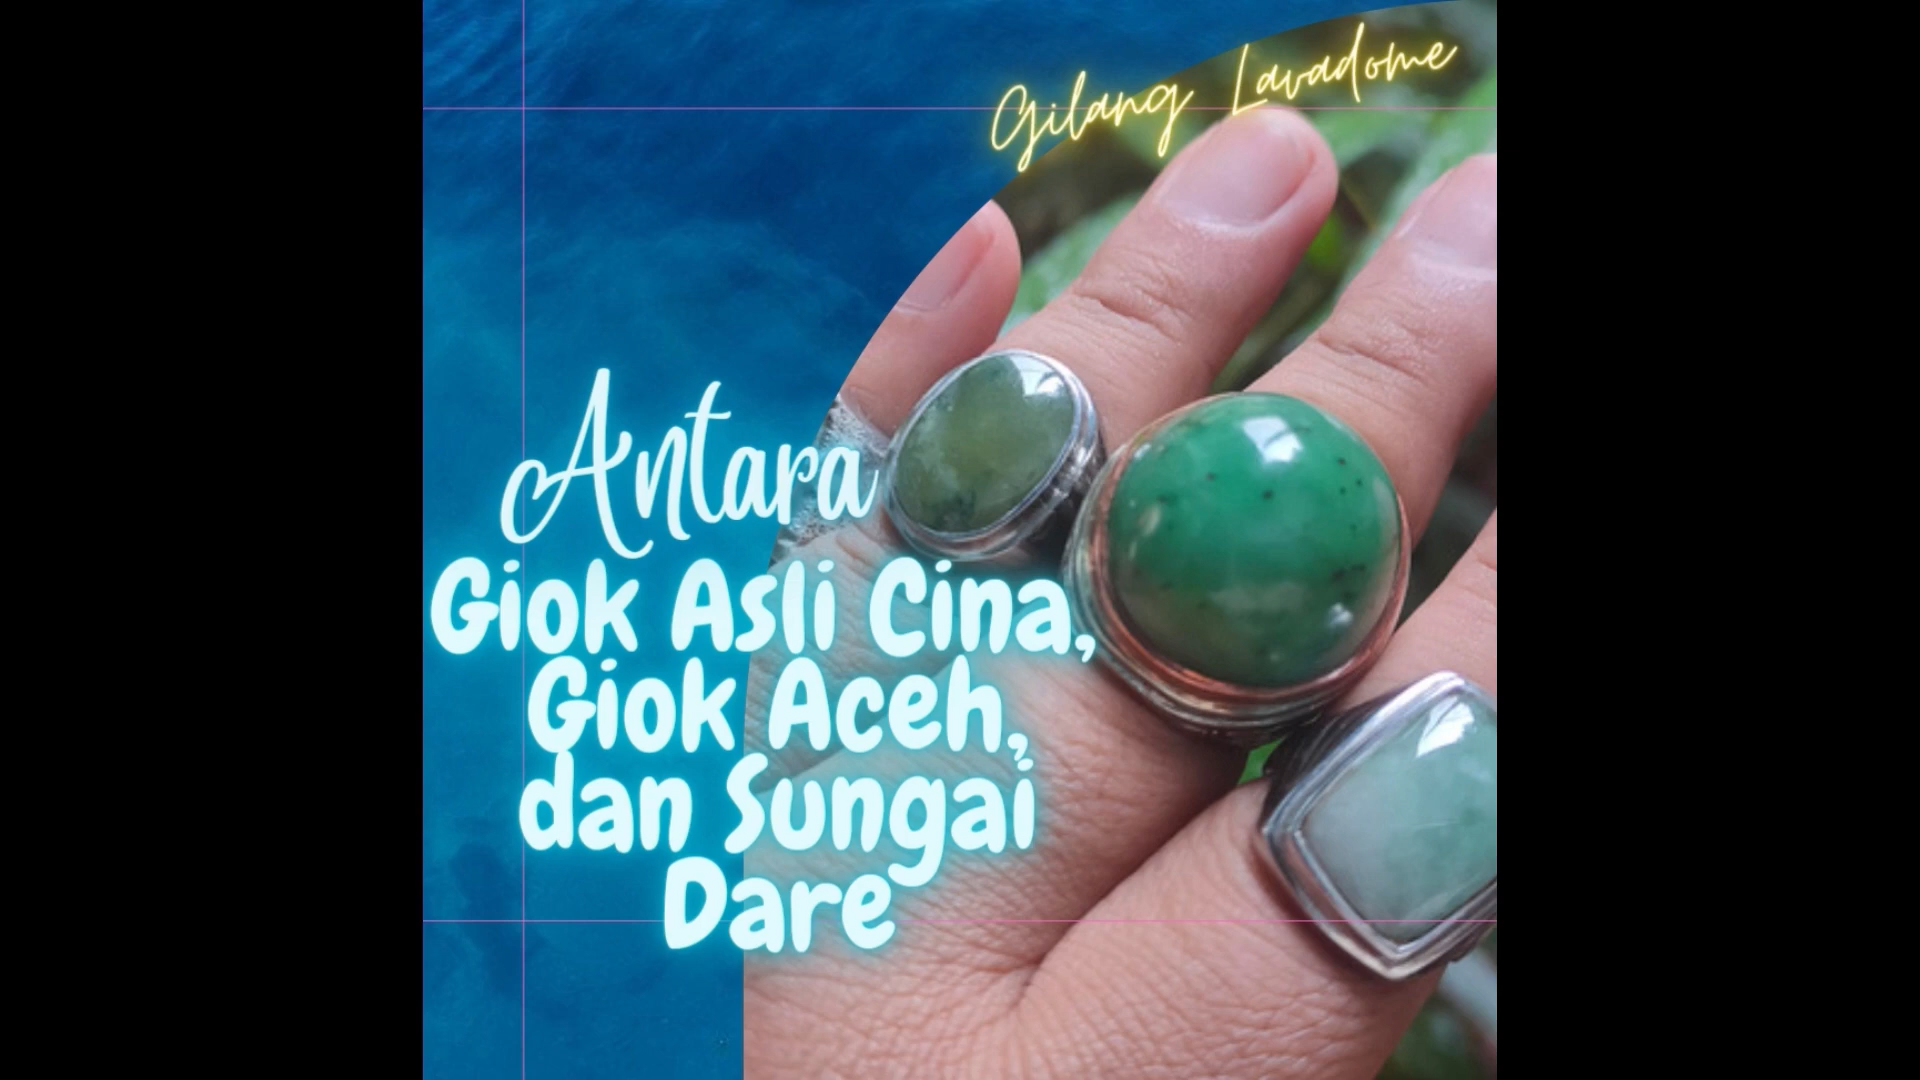 Gilang Lavadome
Antara
Giok Asli Cina,
Giok Aceh,
dan Sungai
Dare